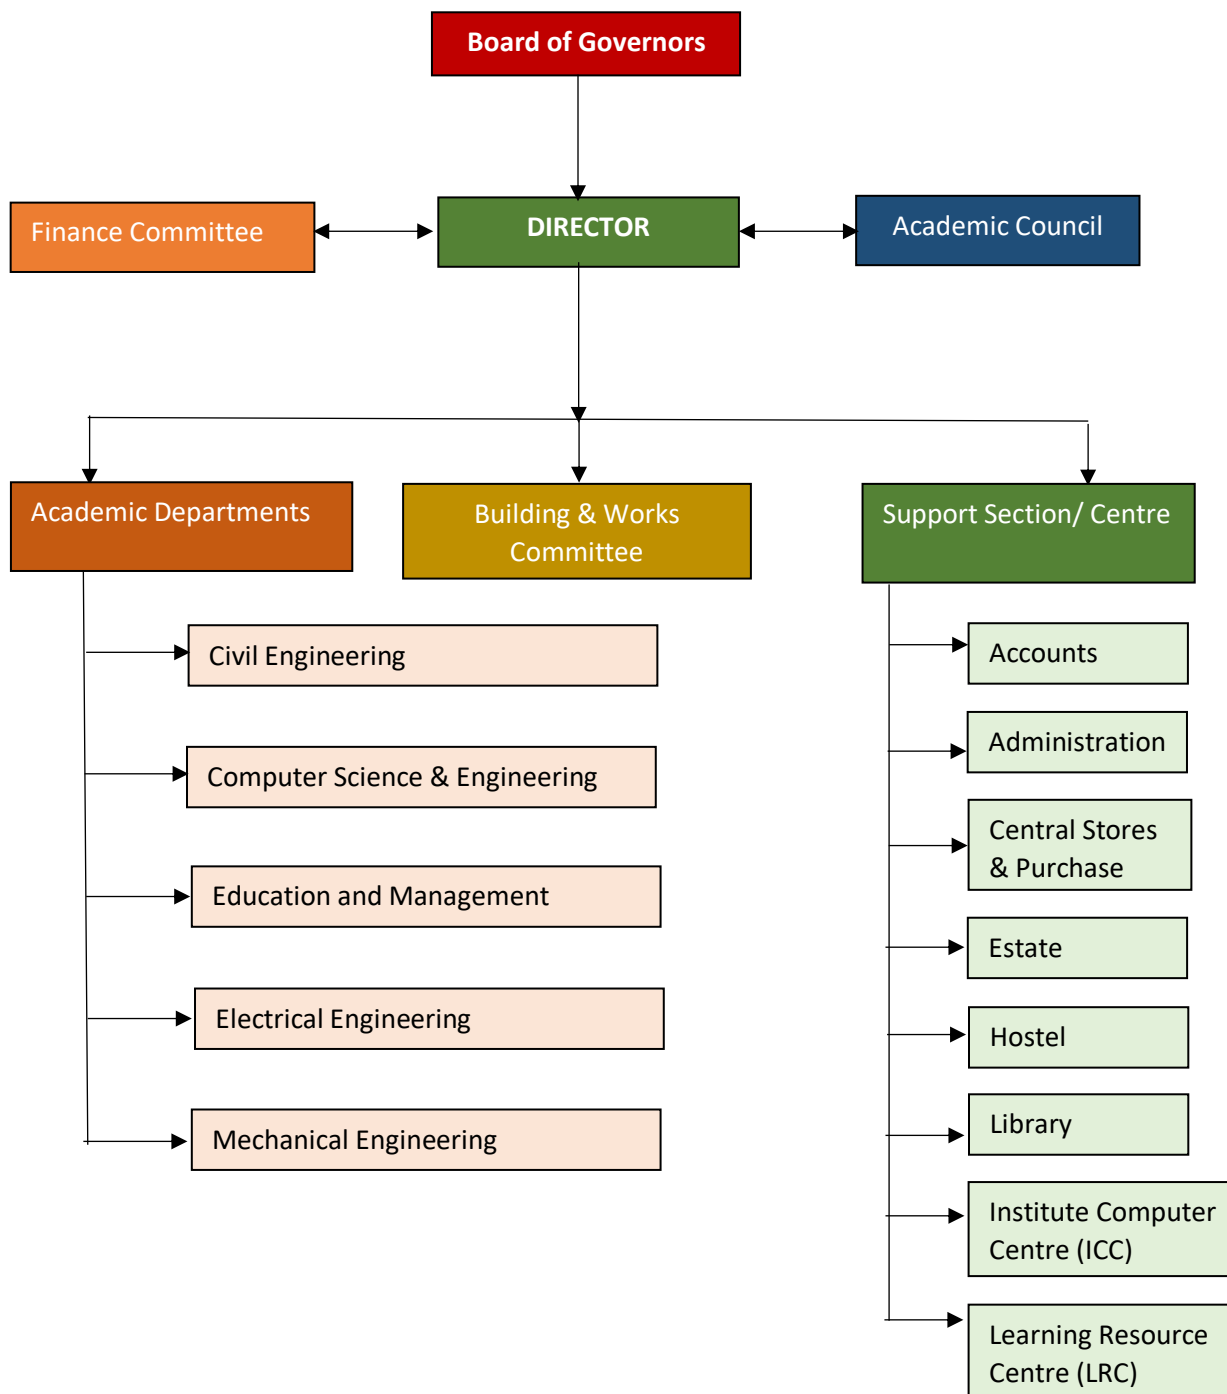 Board of Governors
Finance Committee
DIRECTOR
Academic Council
Academic Departments
Building & Works
Committee
Support Section/ Centre
Civil Engineering
Computer Science & Engineering
Education and Management
Electrical Engineering
Mechanical Engineering
Accounts
Administration
Central Stores
& Purchase
Estate
Hostel
Library
Institute Computer
Centre (ICC)
Learning Resource
Centre (LRC)